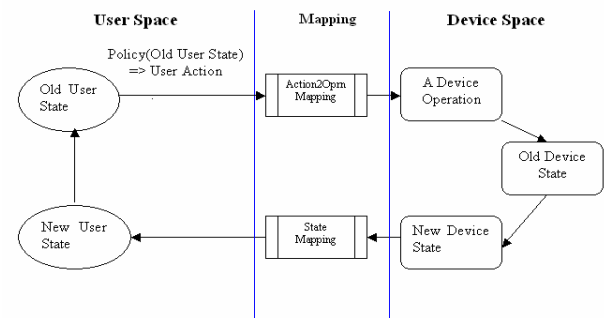 User Space
Mapping
Device Space
Policy(Old User State)
=> User Action
Old User
State
Action2Oprn
Mapping
A Device
Operation
Old Device
State
New User
State
State
Mapping
New Device
State